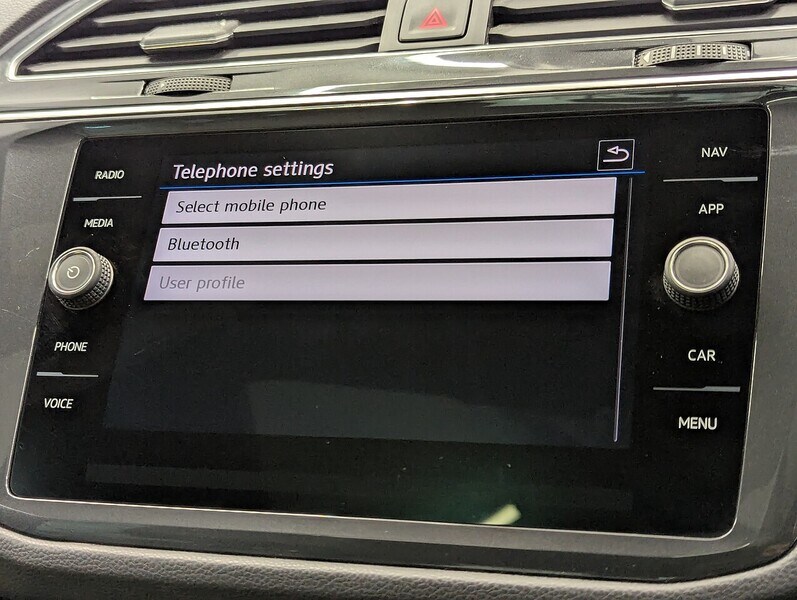 Telephone settings
Select mobile phone
Bluetooth
User profile
RADIO
MEDIA
PHONE
VOICE
NAV
APP
CAR
MENU